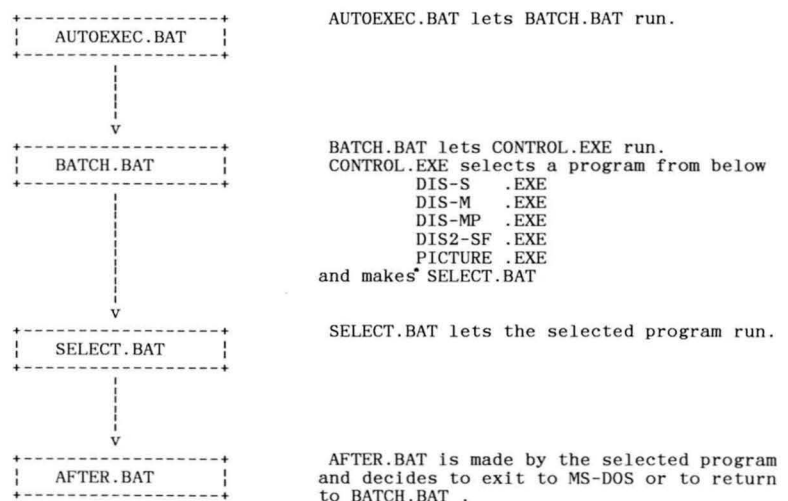 AUTOEXEC.BAT
AUTOEXEC.BAT lets BATCH.BAT run.
v
BATCH.BAT
BATCH.BAT lets CONTROL.EXE run.
CONTROL.EXE selects a program from below
DIS-S .EXE
DIS-M .EXE
DIS-MP .EXE
DIS2-SF .EXE
PICTURE .EXE
and makes SELECT.BAT
v
SELECT.BAT
SELECT.BAT lets the selected program run.
v
AFTER.BAT
AFTER.BAT is made by the selected program
and decides to exit to MS-DOS or to return
to BATCH.BAT .